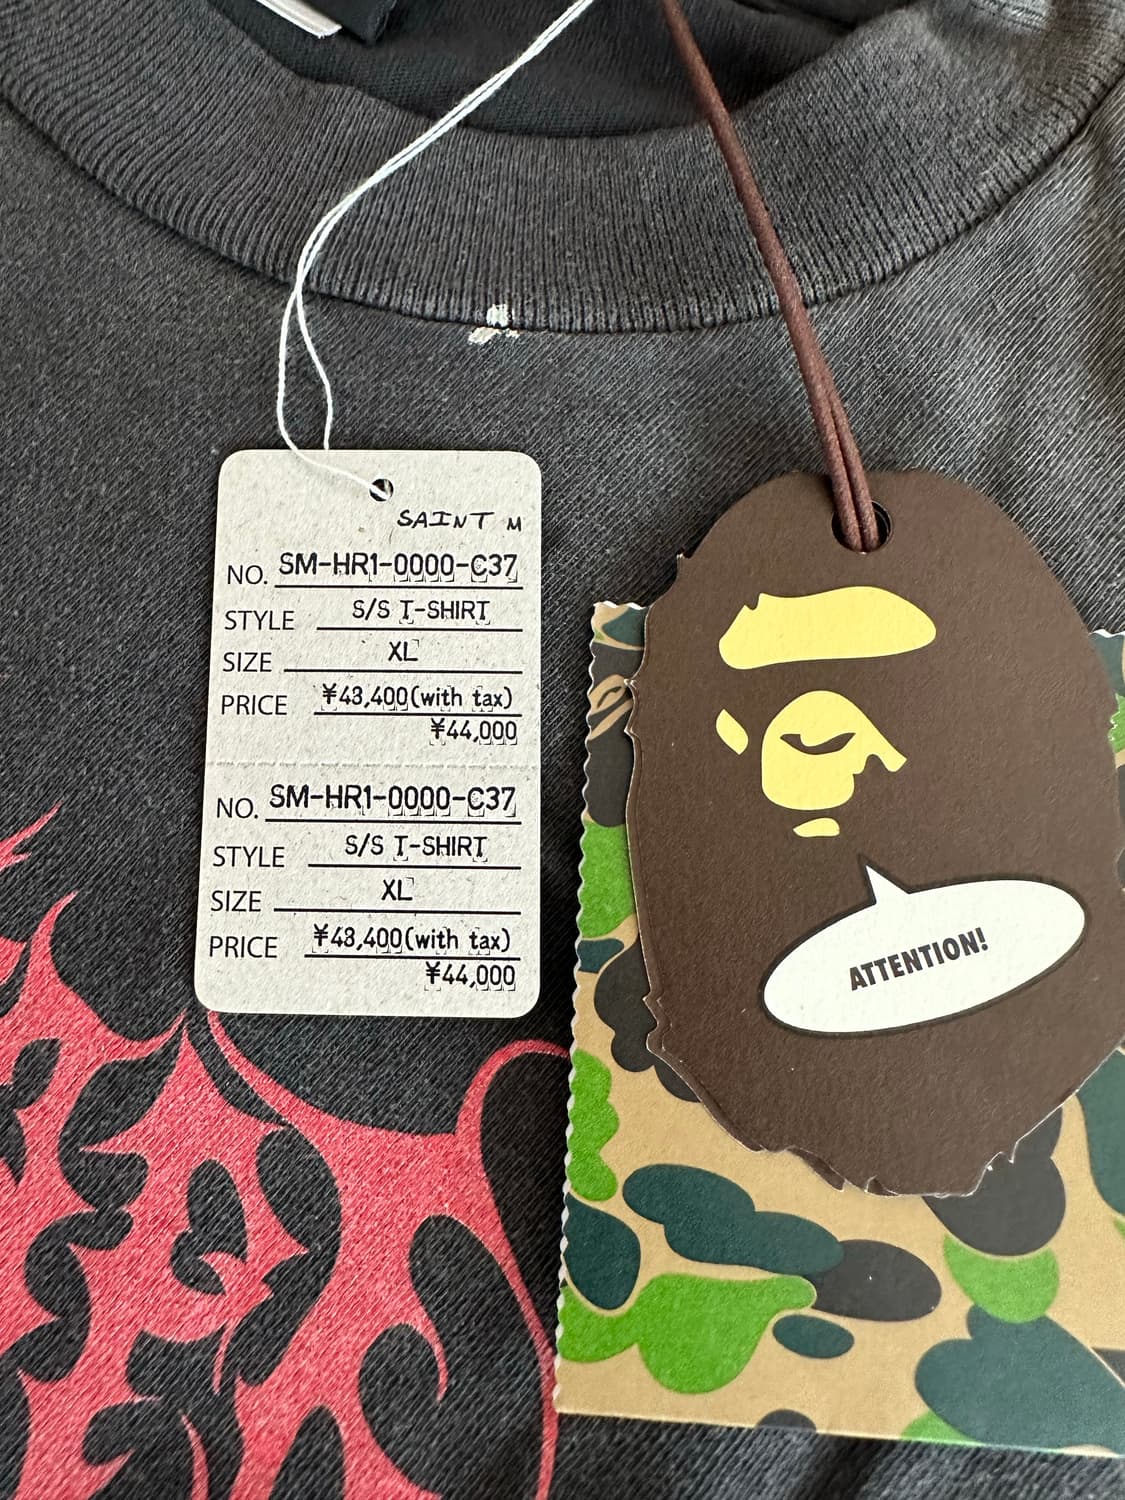 SAINT M
NO. SM-HR1-0000-C37
STYLE S/S T-SHIRT
SIZE XL
PRICE ¥43,400(with tax)
¥44,000
NO. SM-HR1-0000-C37
STYLE S/S T-SHIRT
SIZE XL
PRICE ¥43,400(with tax)
¥44,000
ATTENTION!